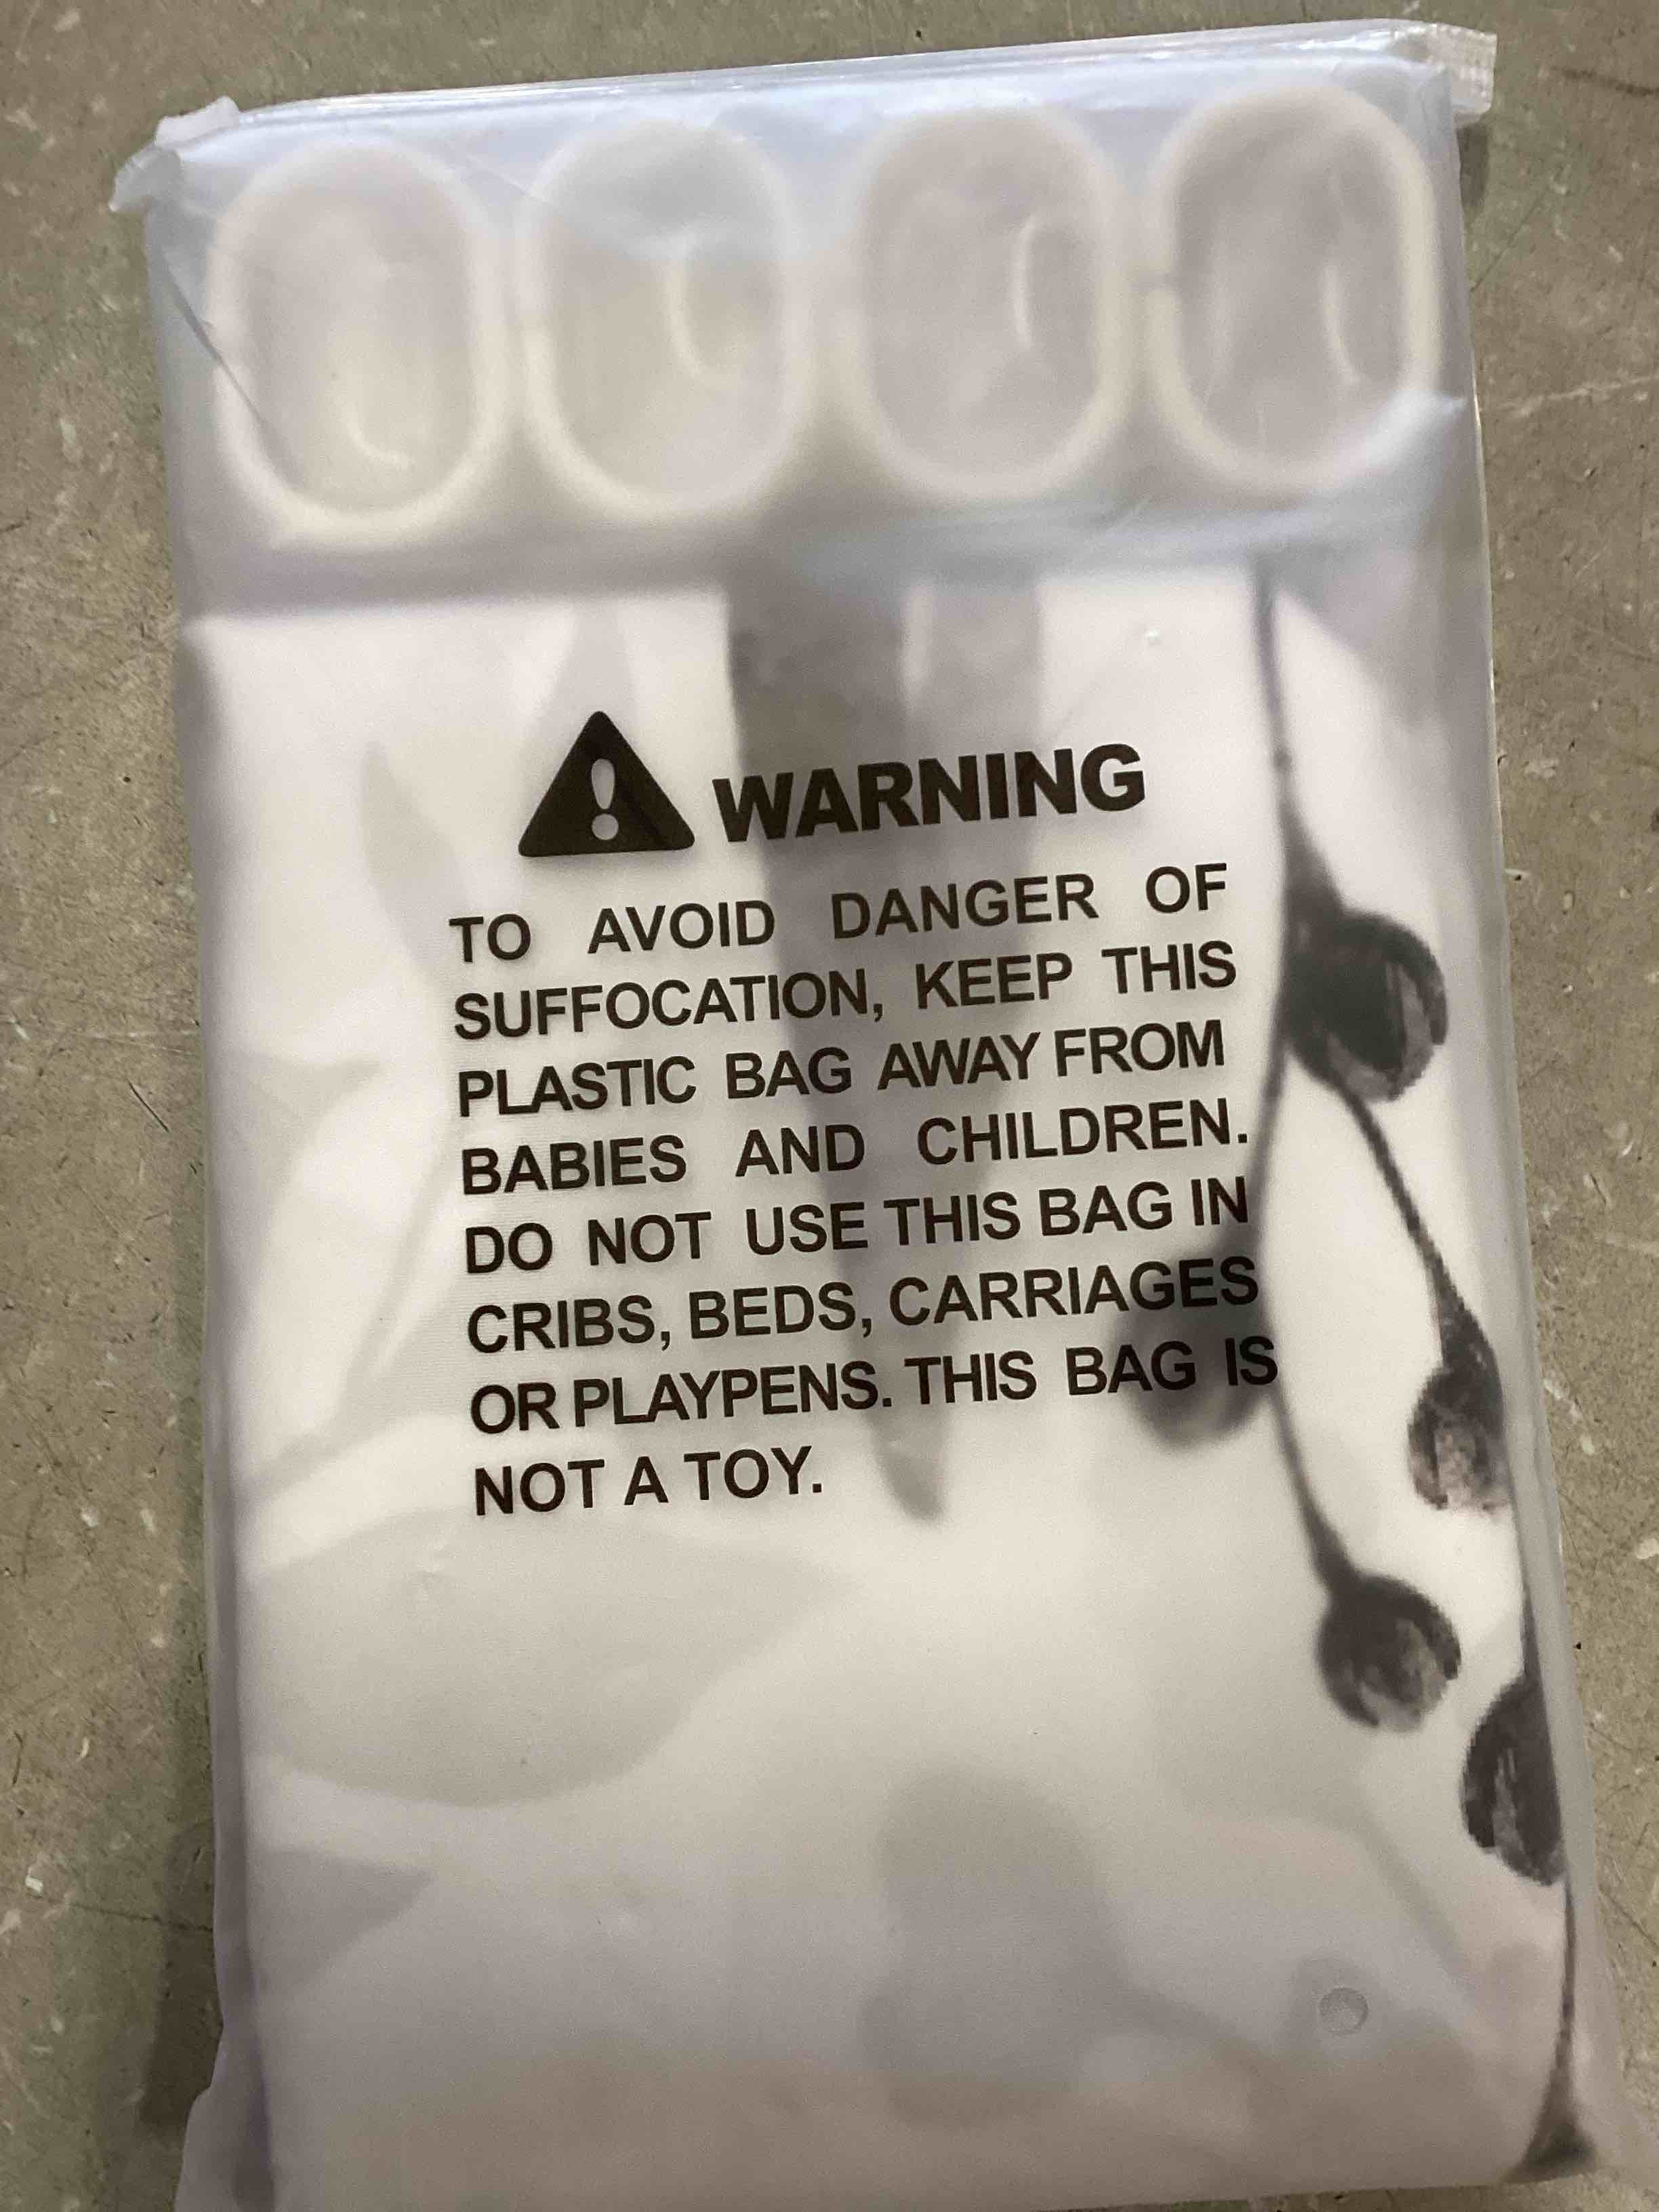 WARNING
TO AVOID DANGER OF
SUFFOCATION, KEEP THIS
PLASTIC BAG AWAY FROM
BABIES AND CHILDREN.
DO NOT USE THIS BAG IN
CRIBS, BEDS, CARRIAGES
OR PLAYPENS. THIS BAG IS
NOT A TOY.